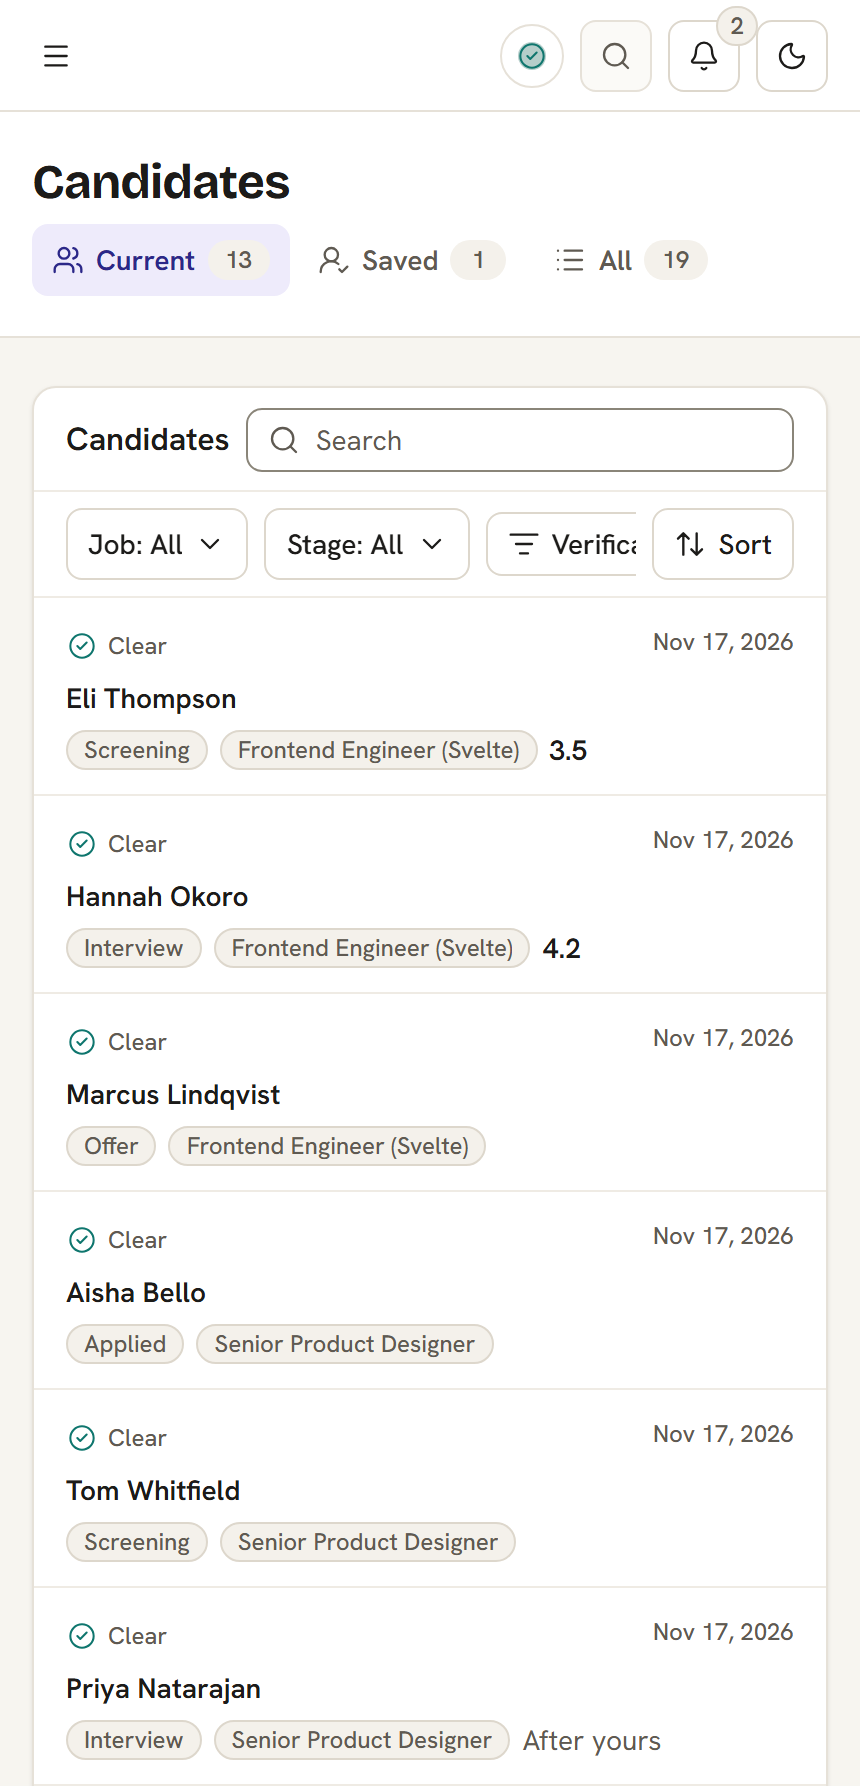 2
Candidates
Current 13 Saved 1 All 19
Candidates Search
Job: All Stage: All Sort
Clear Nov 17, 2026
Eli Thompson
Screening Frontend Engineer (Svelte) 3.5
Clear Nov 17, 2026
Hannah Okoro
Interview Frontend Engineer (Svelte) 4.2
Clear Nov 17, 2026
Marcus Lindqvist
Offer Frontend Engineer (Svelte)
Clear Nov 17, 2026
Aisha Bello
Applied Senior Product Designer
Clear Nov 17, 2026
Tom Whitfield
Screening Senior Product Designer
Clear Nov 17, 2026
Priya Natarajan
Interview Senior Product Designer After yours